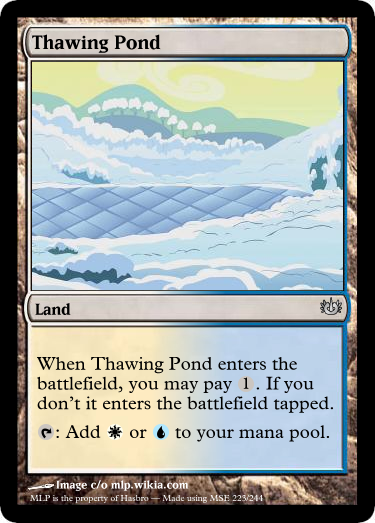 Thawing Pond
Land
When Thawing Pond enters the
battlefield, you may pay 1. If you
don't it enters the battlefield tapped.
: Add or to your mana pool.
Image c/o mlp.wikia.com
MLP is the property of Hasbro — Made using MSE 223/244